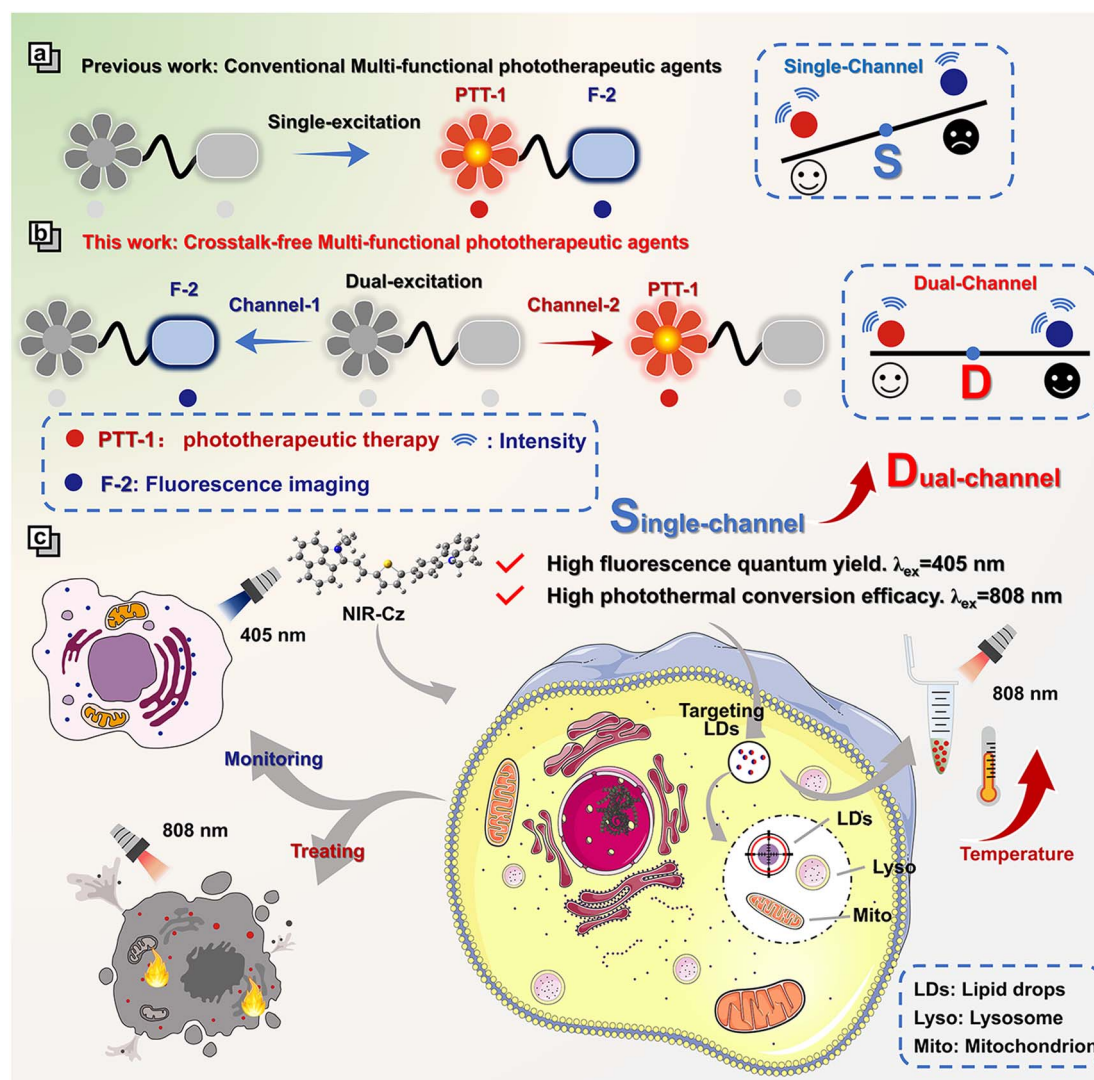 a
Previous work: Conventional Multi-functional phototherapeutic agents
Single-Channel
PTT-1
F-2
Single-excitation
S
b
This work: Crosstalk-free Multi-functional phototherapeutic agents
Dual-excitation
F-2
Channel-1
Channel-2
PTT-1
Dual-Channel
D
PTT-1: phototherapeutic therapy : Intensity
F-2: Fluorescence imaging
Dual-channel
Single-channel
c
High fluorescence quantum yield. λex=405 nm
High photothermal conversion efficacy. λex=808 nm
NIR-Cz
405 nm
808 nm
Targeting
LDs
Monitoring
808 nm
Treating
LDs
Lyso
Mito
Temperature
LDs: Lipid drops
Lyso: Lysosome
Mito: Mitochondrion